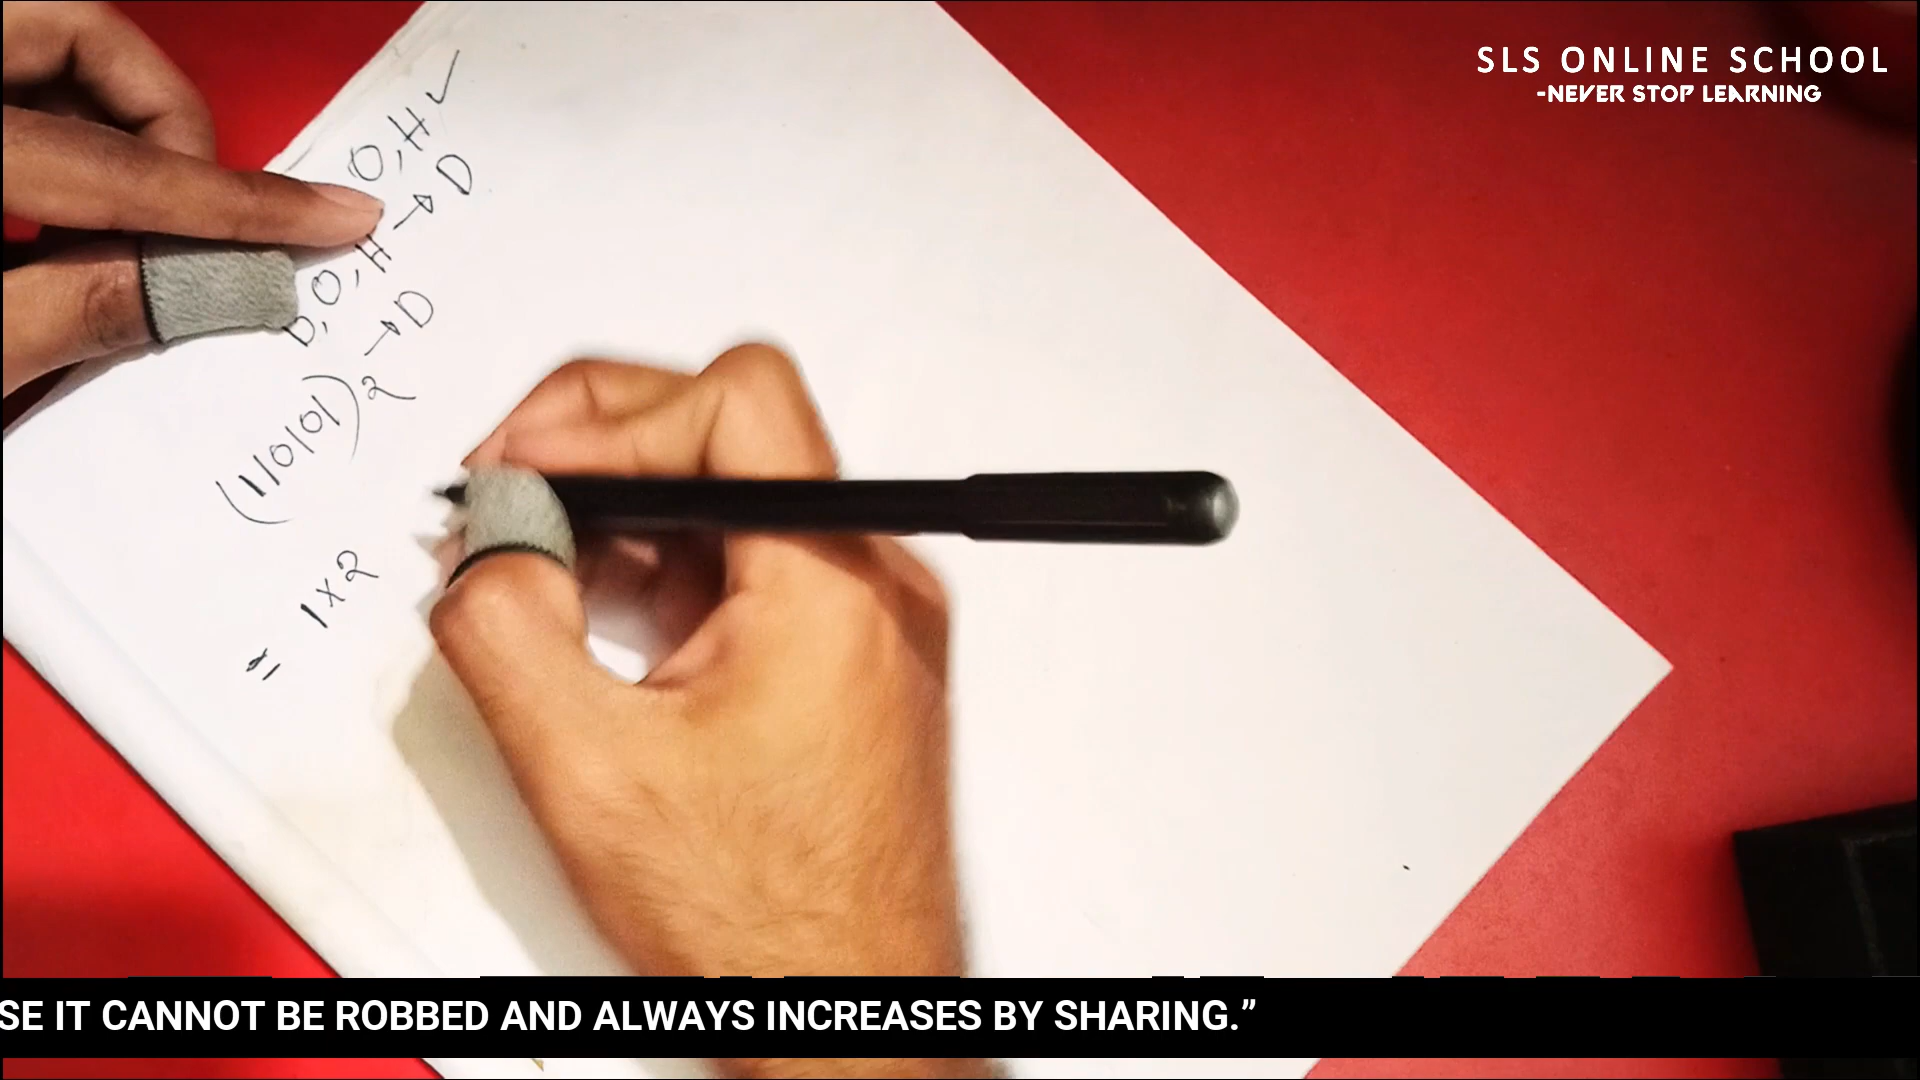 SLS ONLINE SCHOOL
-NEVER STOP LEARNING
O, H ✓
D, O, H → D
(110101)2 → D
= 1×2
SE IT CANNOT BE ROBBED AND ALWAYS INCREASES BY SHARING.”